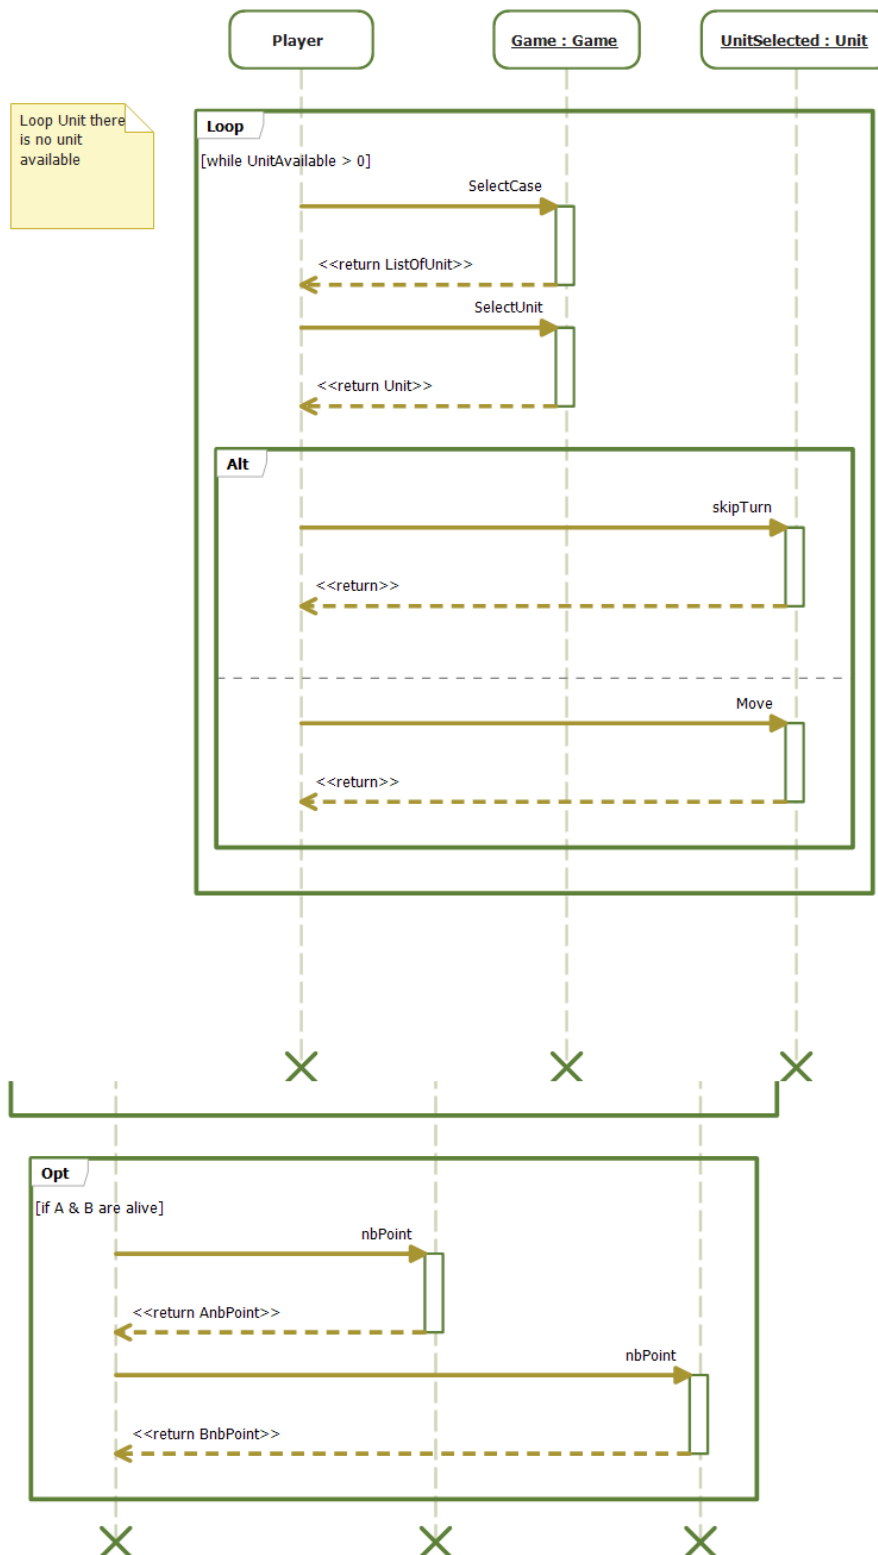 Player
Game : Game
UnitSelected : Unit
Loop Unit there
is no unit
available
Loop
[while UnitAvailable > 0]
SelectCase
<<return ListOfUnit>>
SelectUnit
<<return Unit>>
Alt
skipTurn
<<return>>
Move
<<return>>
Opt
[if A & B are alive]
nbPoint
<<return AnbPoint>>
nbPoint
<<return BnbPoint>>